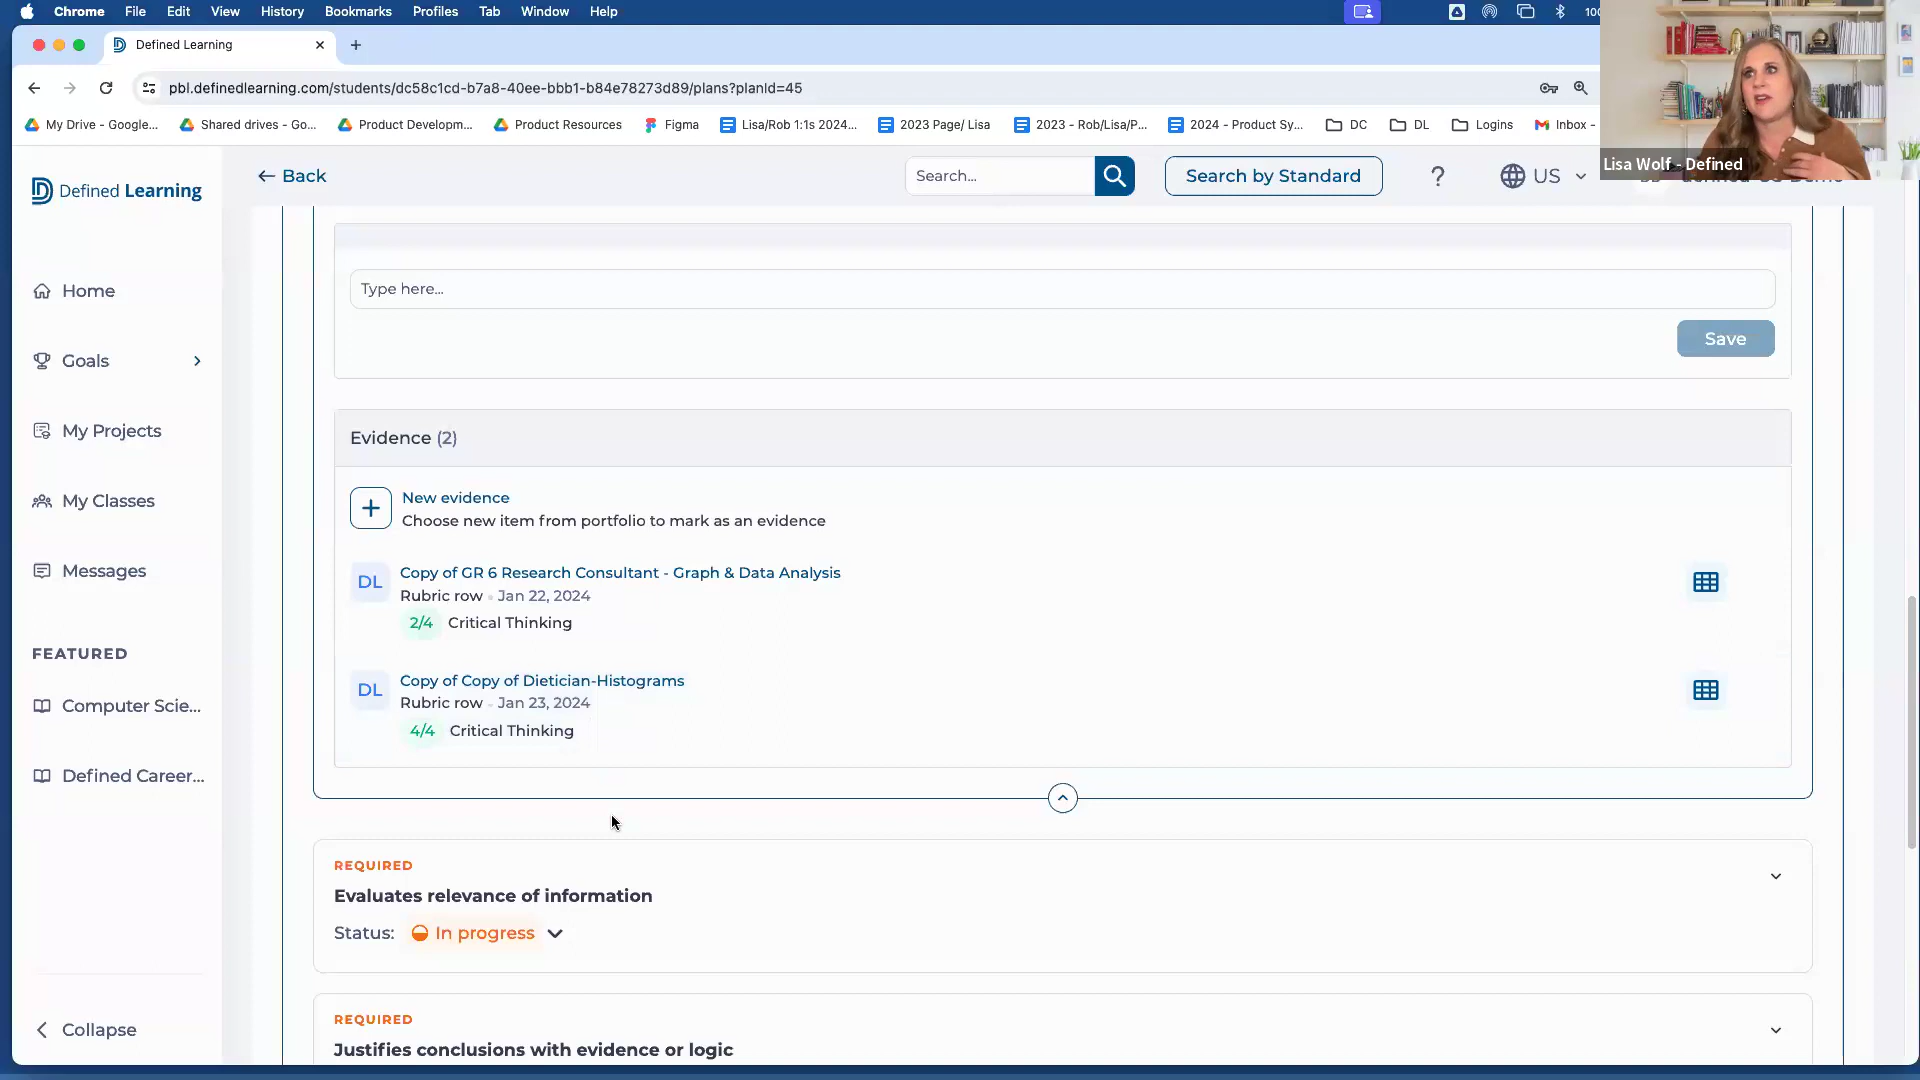 Chrome File Edit View History Bookmarks Profiles Tab Window Help 100
Defined Learning
pbl.definedlearning.com/students/dc58c1cd-b7a8-40ee-bbb1-b84e78273d89/plans?planId=45
My Drive - Google... Shared drives - Go... Product Developm... Product Resources Figma Lisa/Rob 1:1s 2024... 2023 Page/ Lisa 2023 - Rob/Lisa/P... 2024 - Product Sy... DC DL Logins Inbox -
Lisa Wolf - Defined
Defined Learning
Back
Search...
Search by Standard
? US
Home
Goals
My Projects
My Classes
Messages
FEATURED
Computer Scie...
Defined Career...
Collapse
Type here...
Save
Evidence (2)
New evidence
Choose new item from portfolio to mark as an evidence
DL Copy of GR 6 Research Consultant - Graph & Data Analysis
Rubric row Jan 22, 2024
2/4 Critical Thinking
DL Copy of Copy of Dietician-Histograms
Rubric row Jan 23, 2024
4/4 Critical Thinking
REQUIRED
Evaluates relevance of information
Status: In progress
REQUIRED
Justifies conclusions with evidence or logic